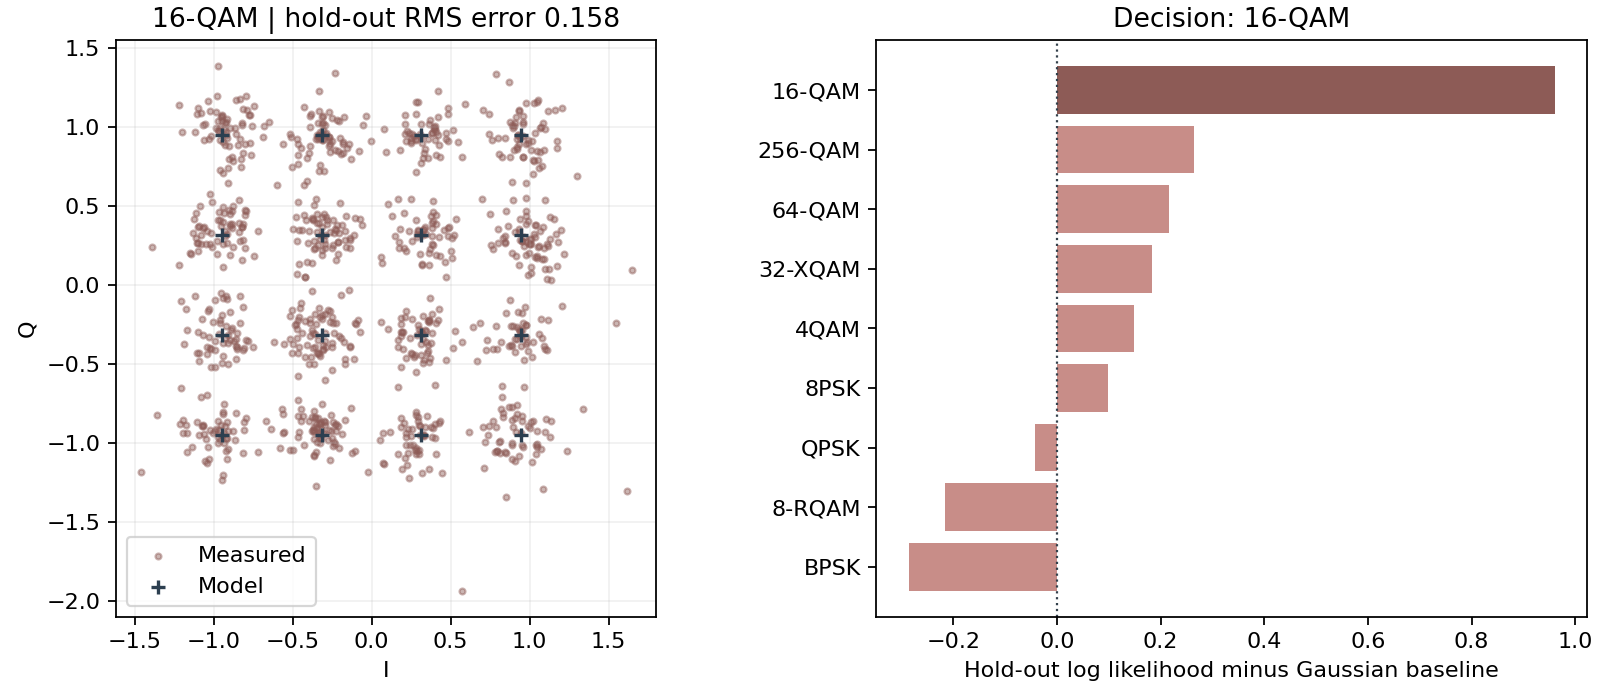 16-QAM | hold-out RMS error 0.158
1.5
1.0
0.5
0.0
−0.5
−1.0
−1.5
−2.0
Q
Measured
Model
−1.5
−1.0
−0.5
0.0
0.5
1.0
1.5
I
Decision: 16-QAM
16-QAM
256-QAM
64-QAM
32-XQAM
4QAM
8PSK
QPSK
8-RQAM
BPSK
−0.2
0.0
0.2
0.4
0.6
0.8
1.0
Hold-out log likelihood minus Gaussian baseline